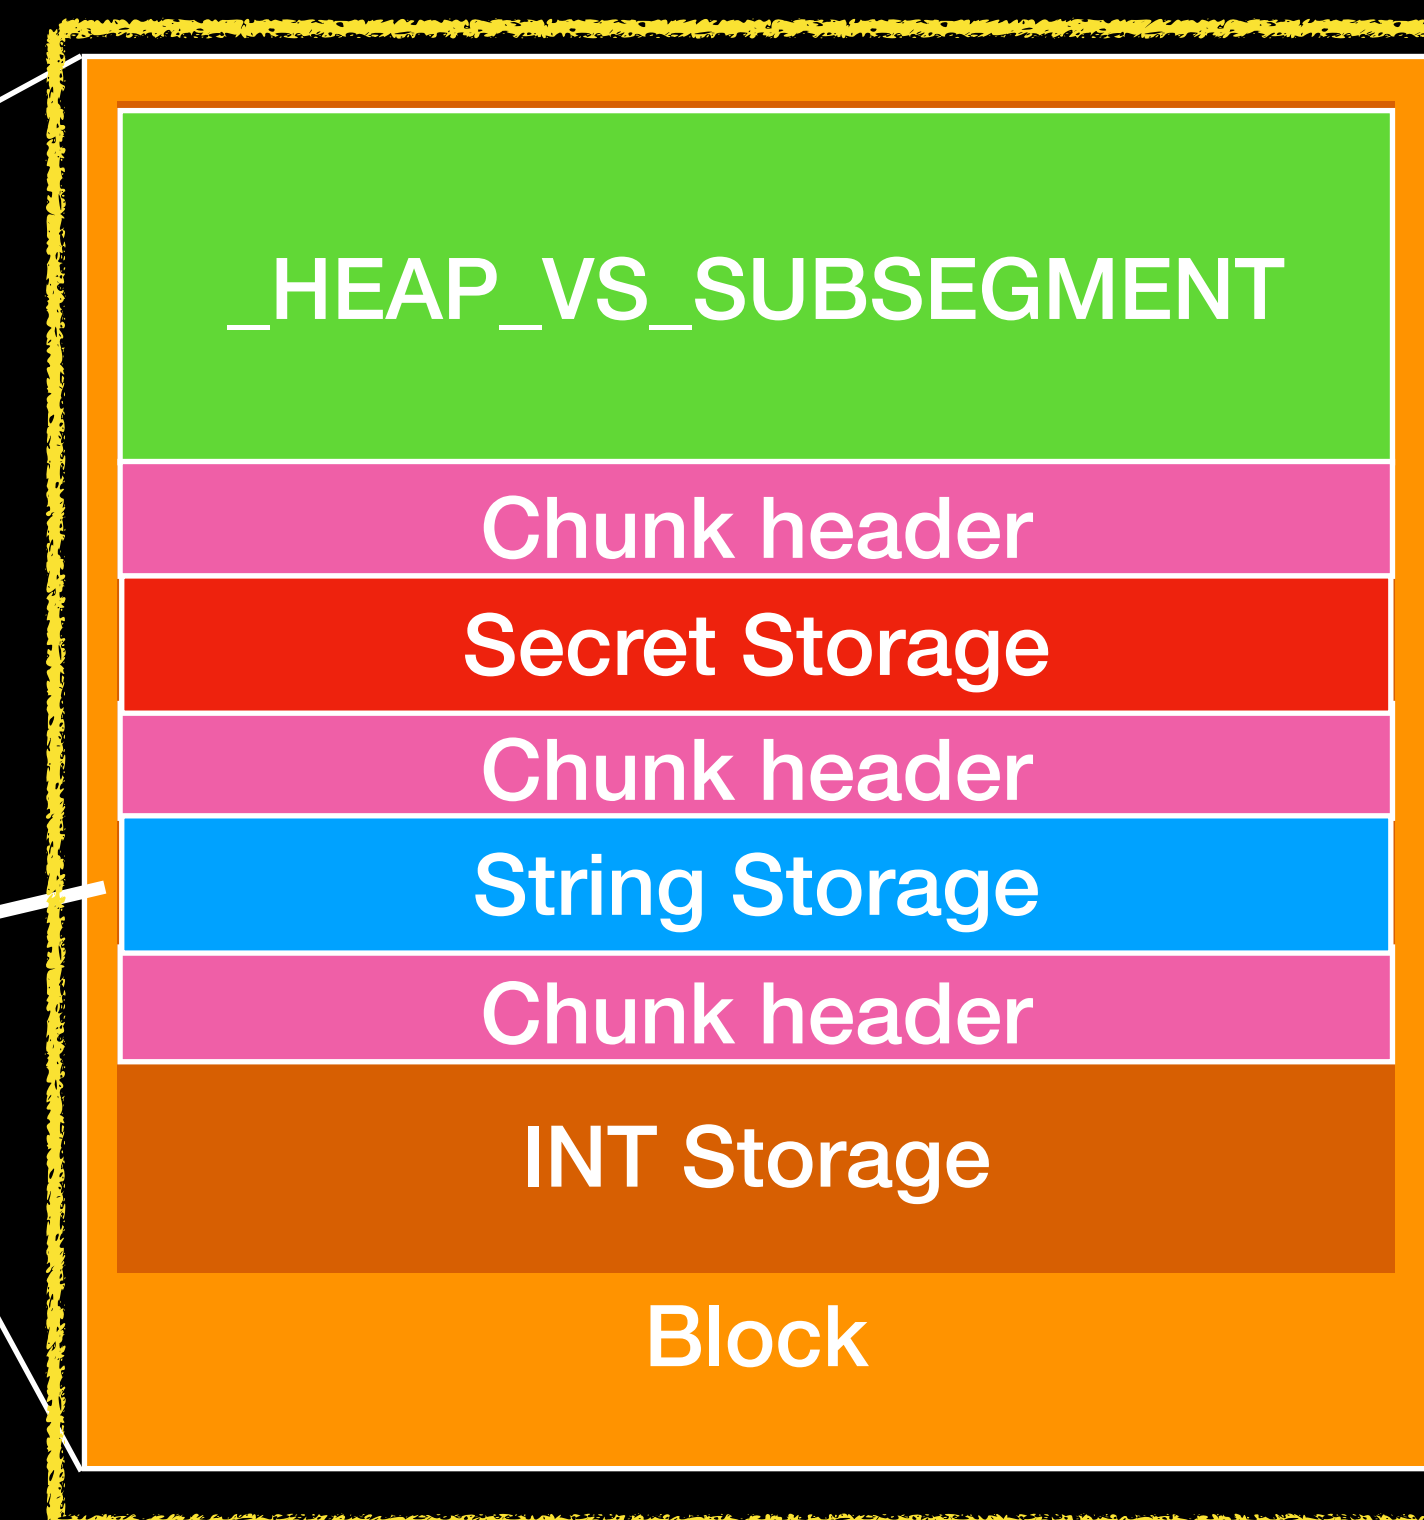 _HEAP_VS_SUBSEGMENT
Chunk header
Secret Storage
Chunk header
String Storage
Chunk header
INT Storage
Block